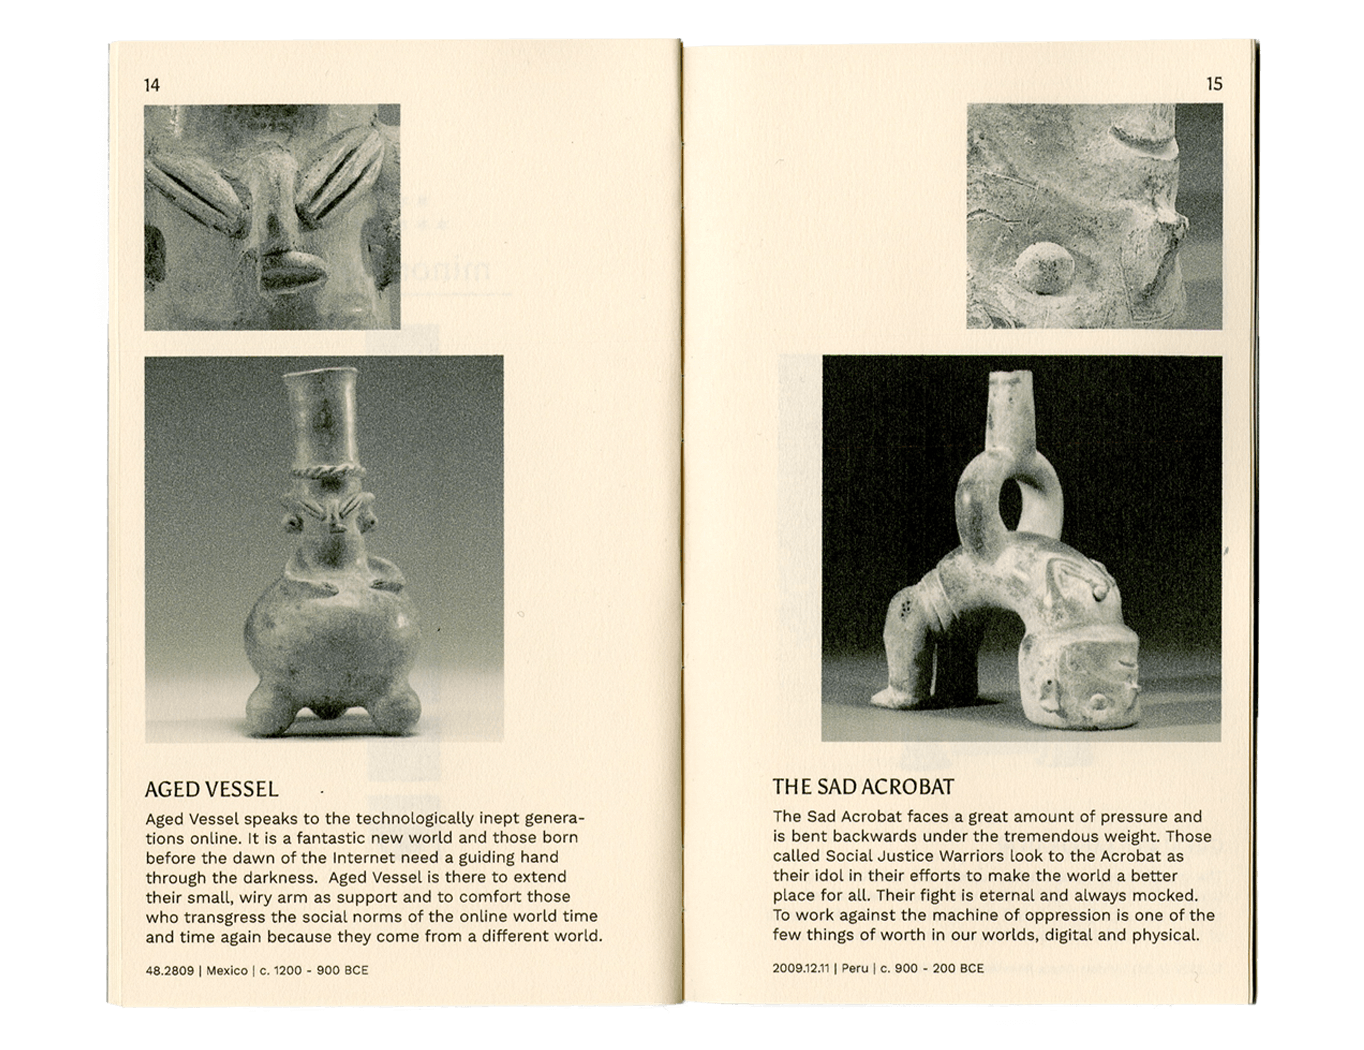 14
AGED VESSEL
Aged Vessel speaks to the technologically inept genera-
tions online. It is a fantastic new world and those born
before the dawn of the Internet need a guiding hand
through the darkness.  Aged Vessel is there to extend
their small, wiry arm as support and to comfort those
who transgress the social norms of the online world time
and time again because they come from a different world.
48.2809 | Mexico | c. 1200 - 900 BCE
15
THE SAD ACROBAT
The Sad Acrobat faces a great amount of pressure and
is bent backwards under the tremendous weight. Those
called Social Justice Warriors look to the Acrobat as
their idol in their efforts to make the world a better
place for all. Their fight is eternal and always mocked.
To work against the machine of oppression is one of the
few things of worth in our worlds, digital and physical.
2009.12.11 | Peru | c. 900 - 200 BCE